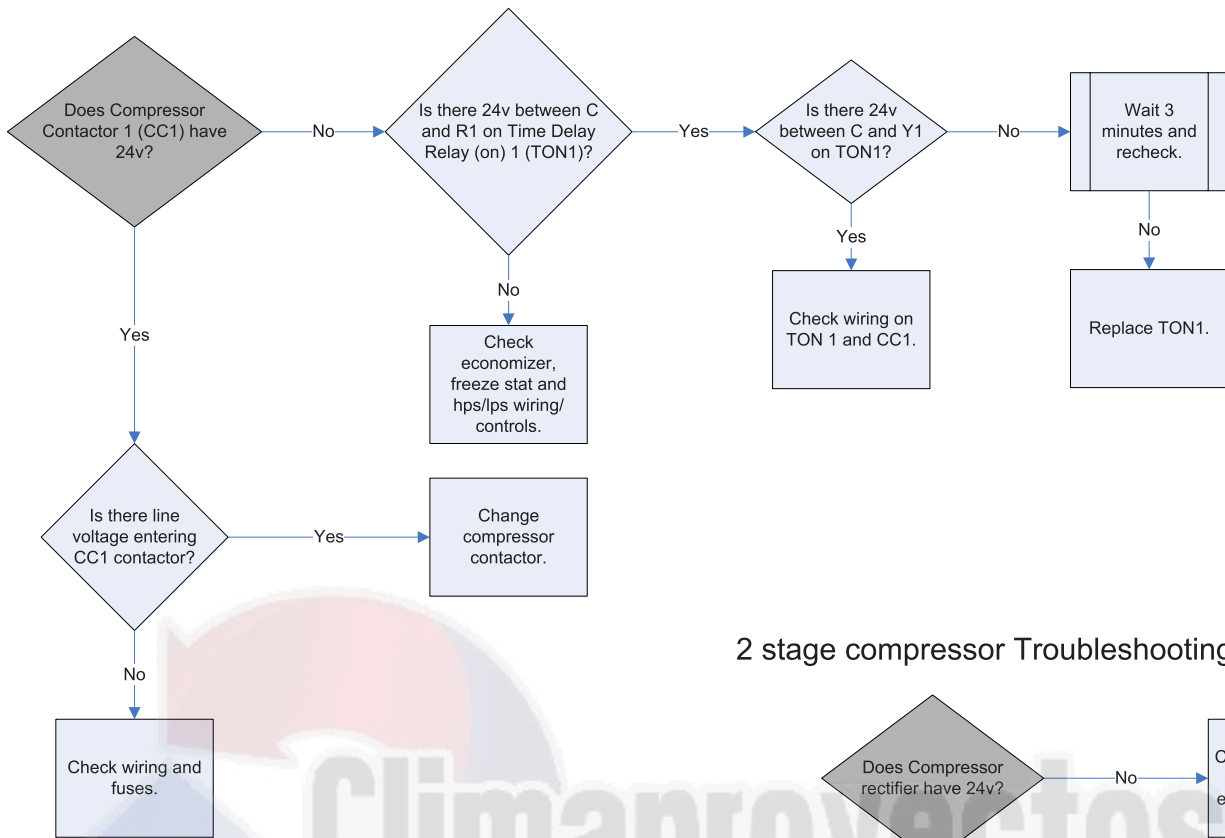 Does Compressor
Contactor 1 (CC1) have
24v?
No
Is there 24v between C
and R1 on Time Delay
Relay (on) 1 (TON1)?
Yes
Is there 24v
between C and Y1
on TON1?
No
Wait 3
minutes and
recheck.
No
Replace TON1.
Yes
Check wiring on
TON 1 and CC1.
No
Check
economizer,
freeze stat and
hps/lps wiring/
controls.
Yes
Is there line
voltage entering
CC1 contactor?
Yes
Change
compressor
contactor.
No
Check wiring and
fuses.
2 stage compressor Troubleshooting
Does Compressor
rectifier have 24v?
No
C
e
Climaproyectos